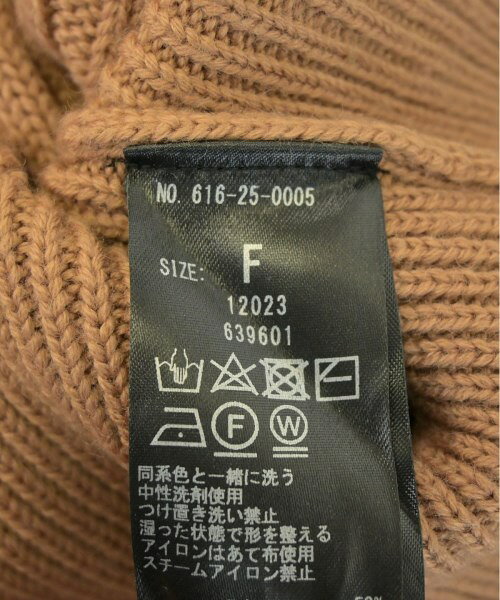 NO. 616-25-0005
SIZE: F
12023
639601
F W
同系色と一緒に洗う
中性洗剤使用
つけ置き洗い禁止
湿った状態で形を整える
アイロンはあて布使用
スチームアイロン禁止